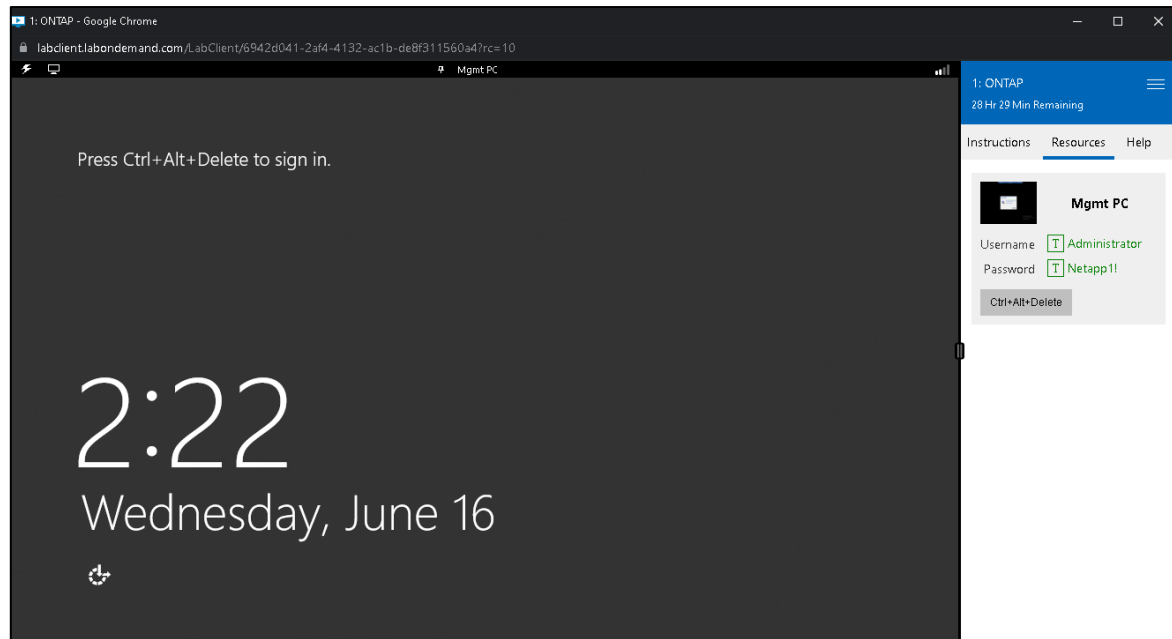 1: ONTAP - Google Chrome
labclient.labondemand.com/LabClient/6942d041-2af4-4132-ac1b-de8f311560a4?rc=10
Mgmt PC
Press Ctrl+Alt+Delete to sign in.
2:22
Wednesday, June 16
1: ONTAP
28 Hr 29 Min Remaining
Instructions Resources Help
Mgmt PC
Username T Administrator
Password T Netapp1!
Ctrl+Alt+Delete